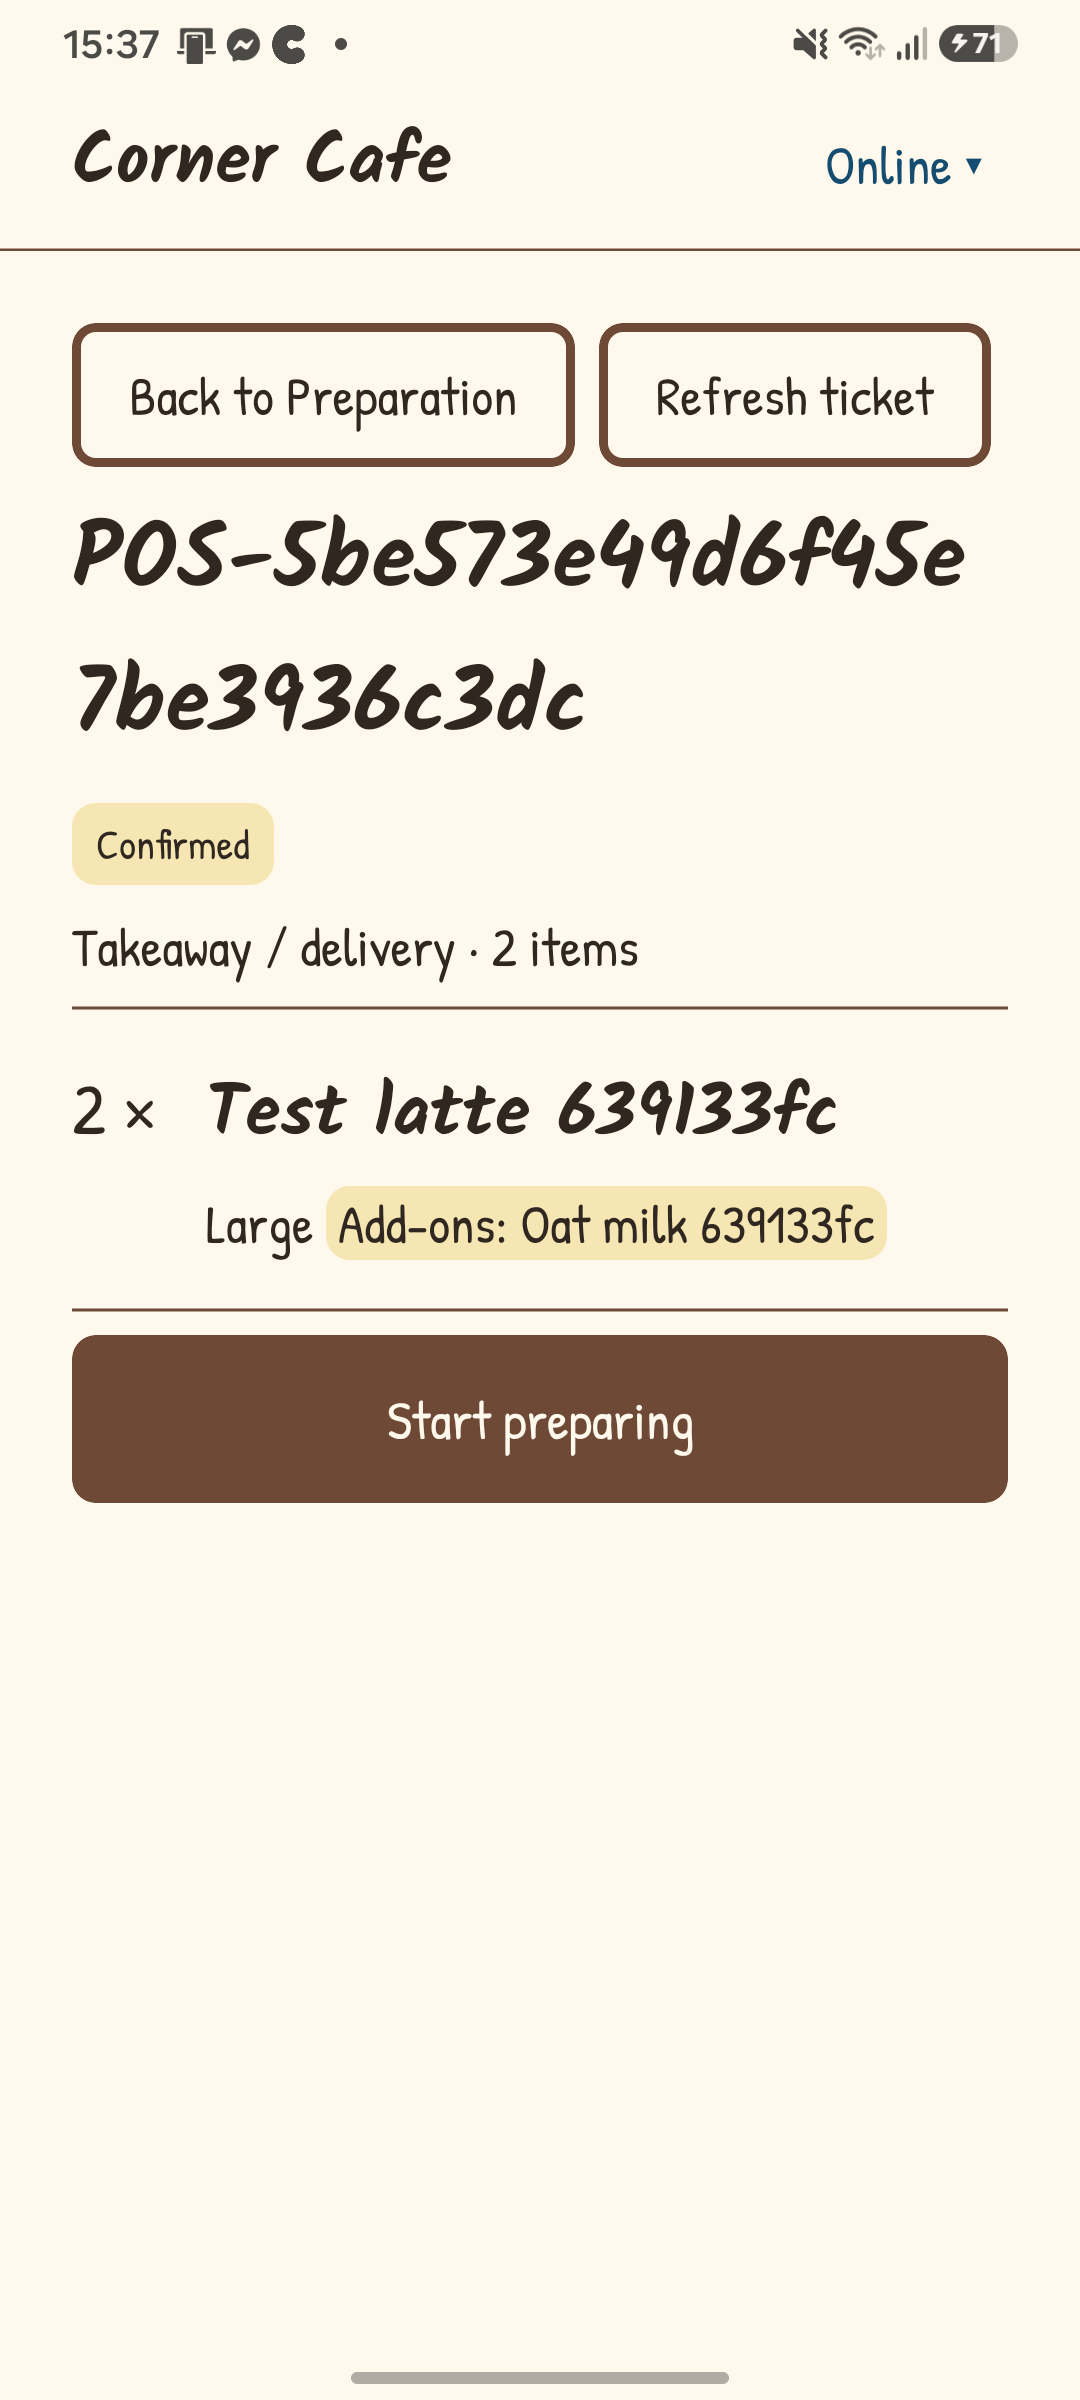 15:37
71
Corner Cafe
Online ▼
Back to Preparation
Refresh ticket
POS-5be573e49d6f45e
7be3936c3dc
Confirmed
Takeaway / delivery · 2 items
2 × Test latte 639133fc
Large Add-ons: Oat milk 639133fc
Start preparing